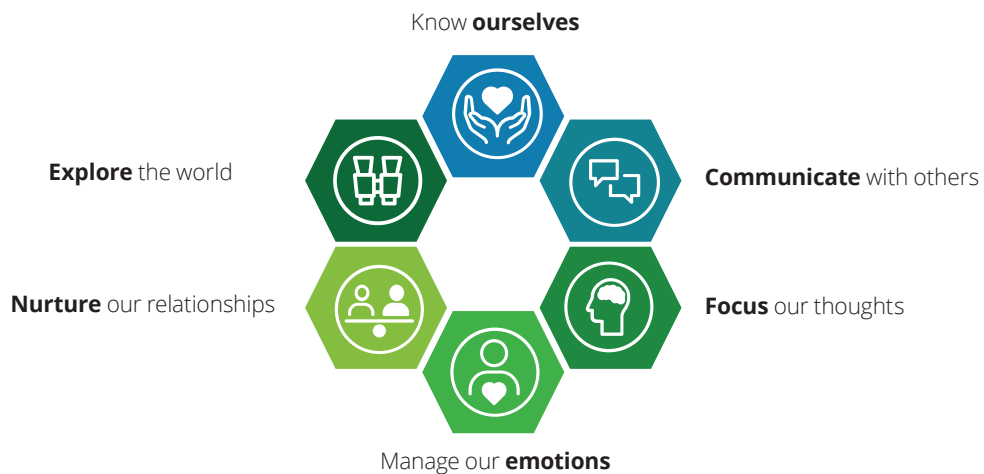 Know ourselves
Explore the world
Communicate with others
Nurture our relationships
Focus our thoughts
Manage our emotions